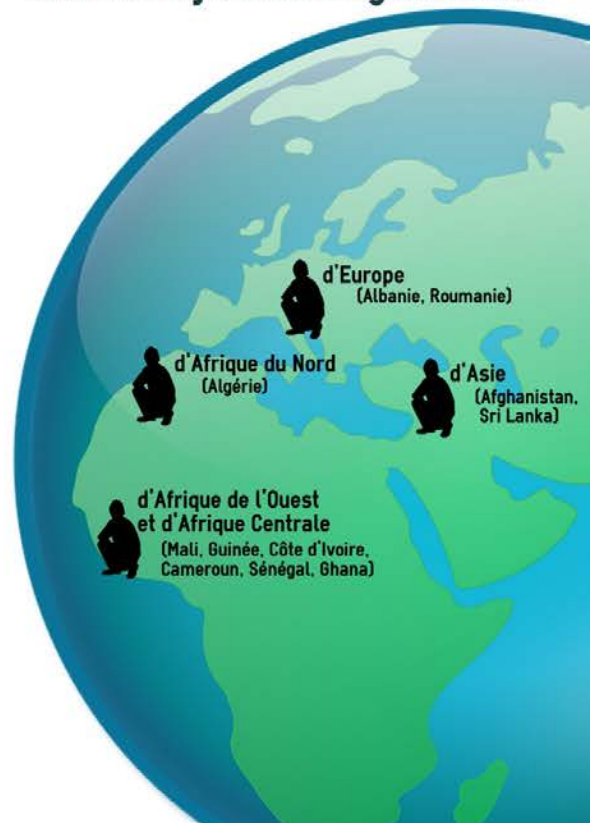 d'Europe
(Albanie, Roumanie)
d'Afrique du Nord
(Algérie)
d'Asie
(Afghanistan,
Sri Lanka)
d'Afrique de l'Ouest
et d'Afrique Centrale
(Mali, Guinée, Côte d'Ivoire,
Cameroun, Sénégal, Ghana)